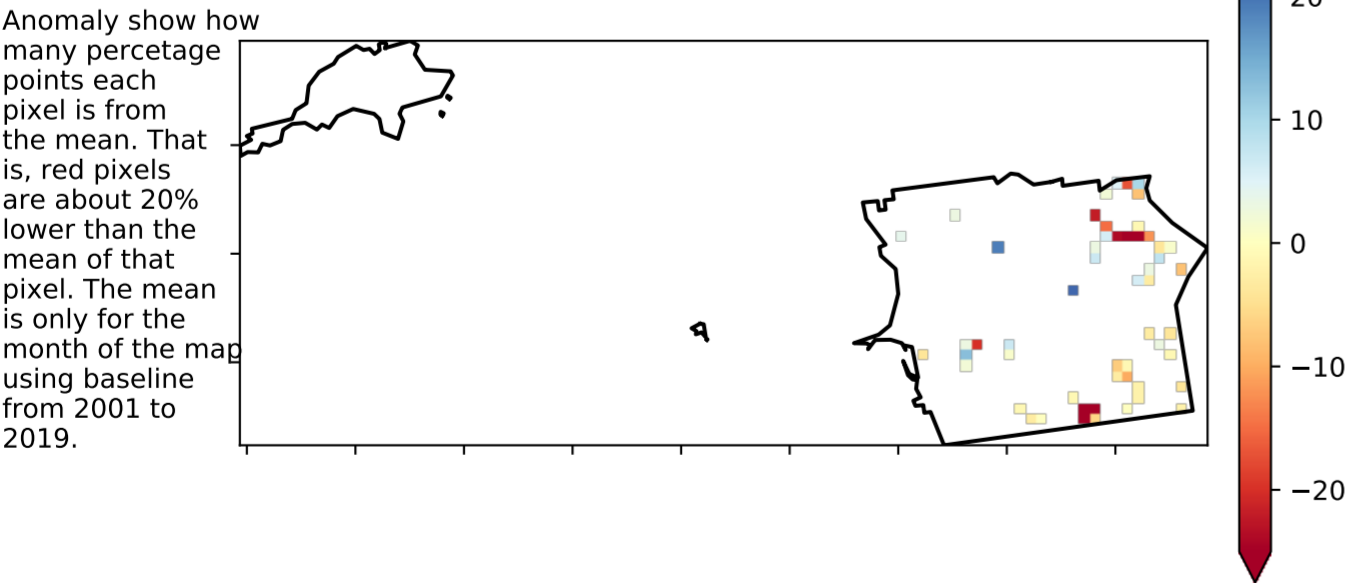 Anomaly show how
many percetage
points each
pixel is from
the mean. That
is, red pixels
are about 20%
lower than the
mean of that
pixel. The mean
is only for the
month of the map
using baseline
from 2001 to
2019.
20
10
0
−10
−20